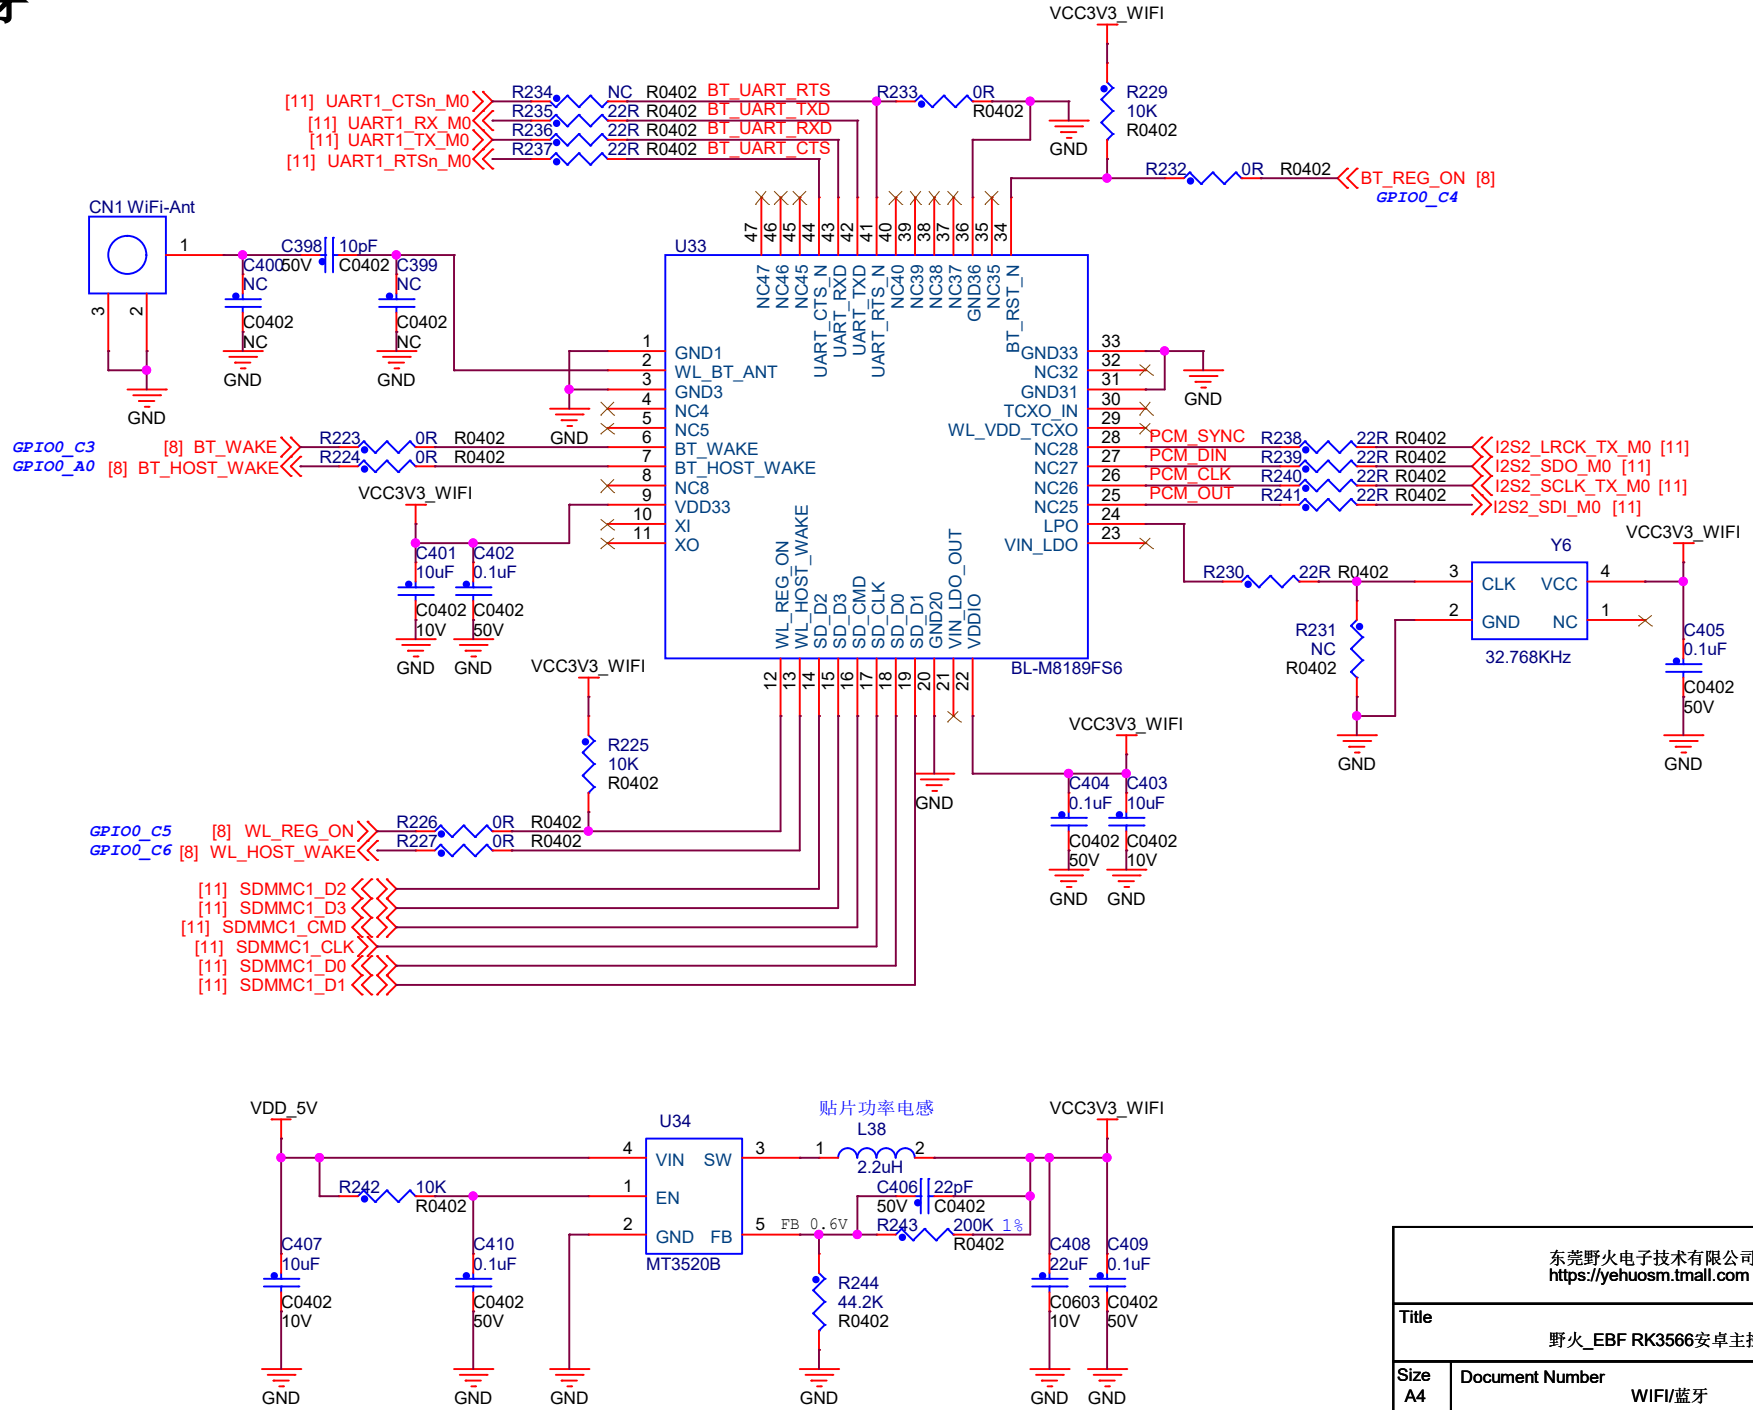 牙
VCC3V3_WIFI
[11] UART1_CTSn_M0 R234 NC R0402 BT_UART_RTS R233 0R R0402
[11] UART1_RX_M0 R235 22R R0402 BT_UART_TXD
[11] UART1_TX_M0 R236 22R R0402 BT_UART_RXD
[11] UART1_RTSn_M0 R237 22R R0402 BT_UART_CTS
GND
R229
10K
R0402
R232 0R R0402 BT_REG_ON [8]
GPIO0_C4
CN1 WiFi-Ant
1
3
2
GND
C398 10pF
50V C0402
C400
NC
C0402
NC
GND
C399
NC
C0402
NC
GND
47 46 45 44 43 42 41 40 39 38 37 36 35 34
U33
NC47
NC46
NC45
UART_CTS_N
UART_RXD
UART_TXD
UART_RTS_N
NC40
NC39
NC38
NC37
GND36
NC35
BT_RST_N
1 GND1
2 WL_BT_ANT
3 GND3
4 NC4
5 NC5
6 BT_WAKE
7 BT_HOST_WAKE
8 NC8
9 VDD33
10 XI
11 XO
GND
33 GND33
32 NC32
31 GND31
30 TCXO_IN
29 WL_VDD_TCXO
28 NC28
27 NC27
26 NC26
25 NC25
24 LPO
23 VIN_LDO
GND
GPIO0_C3 [8] BT_WAKE R223 0R R0402
GPIO0_A0 [8] BT_HOST_WAKE R224 0R R0402
VCC3V3_WIFI
C401
10uF
C0402
10V
GND
C402
0.1uF
C0402
50V
GND
PCM_SYNC R238 22R R0402 I2S2_LRCK_TX_M0 [11]
PCM_DIN R239 22R R0402 I2S2_SDO_M0 [11]
PCM_CLK R240 22R R0402 I2S2_SCLK_TX_M0 [11]
PCM_OUT R241 22R R0402 I2S2_SDI_M0 [11]
WL_REG_ON
WL_HOST_WAKE
SD_D2
SD_D3
SD_CMD
SD_CLK
SD_D0
SD_D1
GND20
VIN_LDO_OUT
VDDIO
12 13 14 15 16 17 18 19 20 21 22
BL-M8189FS6
R230 22R R0402
R231
NC
R0402
GND
Y6
3 CLK VCC 4
2 GND NC 1
32.768KHz
VCC3V3_WIFI
C405
0.1uF
C0402
50V
GND
VCC3V3_WIFI
R225
10K
R0402
GND
VCC3V3_WIFI
C404
0.1uF
C0402
50V
GND
C403
10uF
C0402
10V
GND
GPIO0_C5 [8] WL_REG_ON R226 0R R0402
GPIO0_C6 [8] WL_HOST_WAKE R227 0R R0402
[11] SDMMC1_D2
[11] SDMMC1_D3
[11] SDMMC1_CMD
[11] SDMMC1_CLK
[11] SDMMC1_D0
[11] SDMMC1_D1
VDD_5V
U34
4 VIN SW 3
1 EN
2 GND FB 5
MT3520B
贴片功率电感
L38
1 2
2.2uH
VCC3V3_WIFI
R242 10K
R0402
C406 22pF
50V C0402
FB 0.6V
R243 200K 1%
R0402
C407
10uF
C0402
10V
GND
C410
0.1uF
C0402
50V
GND
GND
R244
44.2K
R0402
GND
C408
22uF
C0603
10V
GND
C409
0.1uF
C0402
50V
GND
东莞野火电子技术有限公司
https://yehuosm.tmall.com
Title
野火_EBF RK3566安卓主控
Size
A4
Document Number
WIFI/蓝牙